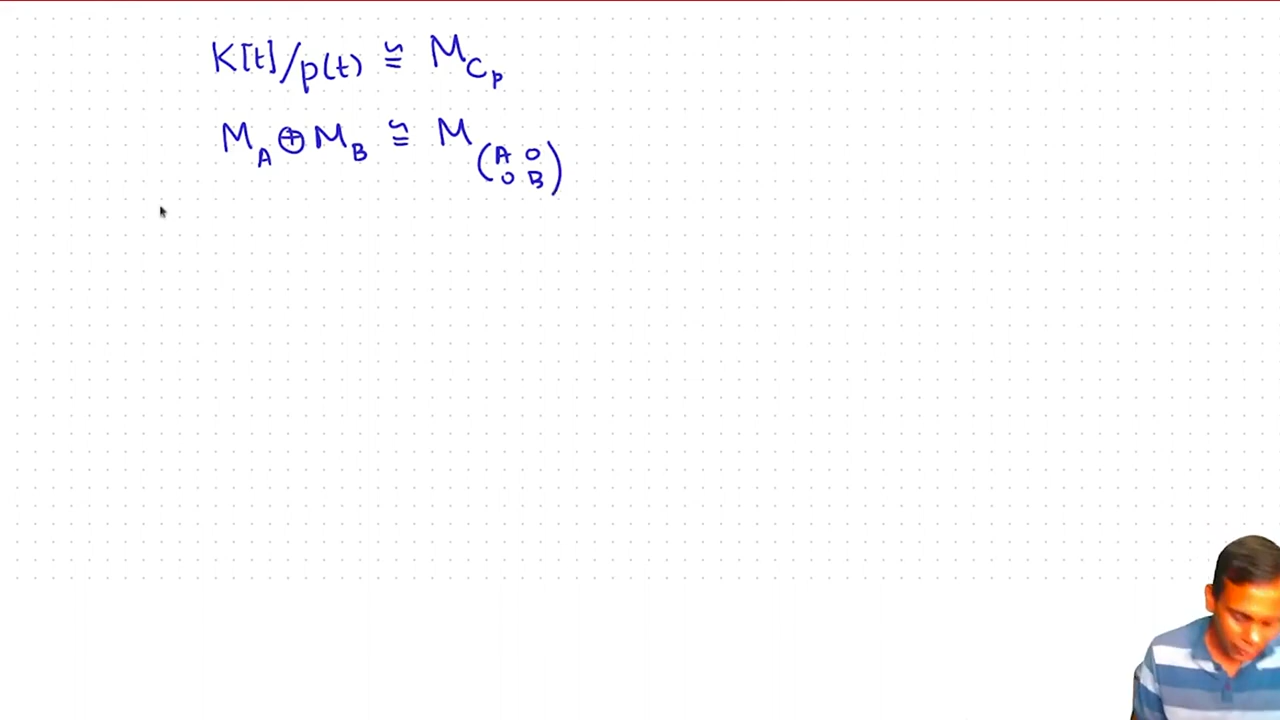 K[t]/p(t) ≅ M_{C_p}
M_A ⊕ M_B ≅ M_{(A 0 / 0 B)}